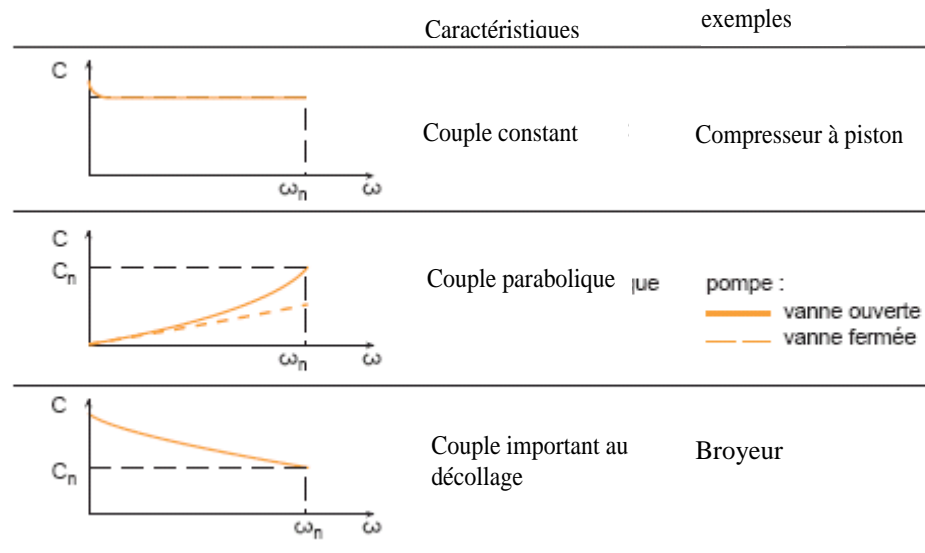 Caractéristiques exemples
C
Couple constant Compresseur à piston
ωn ω
C
Cn
Couple parabolique que pompe :
vanne ouverte
vanne fermée
ωn ω
C
Couple important au
décollage
Broyeur
Cn
ωn ω